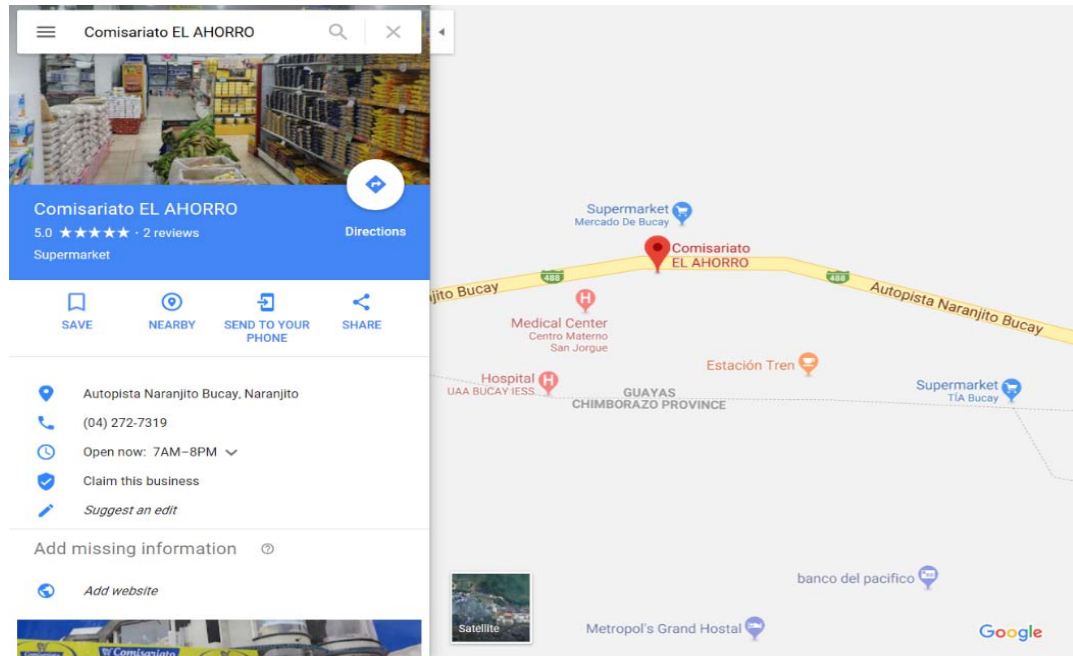 Comisariato EL AHORRO
Comisariato EL AHORRO
5.0 ★★★★★ · 2 reviews
Supermarket
Directions
SAVE
NEARBY
SEND TO YOUR
PHONE
SHARE
Autopista Naranjito Bucay, Naranjito
(04) 272-7319
Open now: 7AM–8PM
Claim this business
Suggest an edit
Add missing information
Add website
Comisariato
Supermarket
Mercado De Bucay
Comisariato
EL AHORRO
488
488
jito Bucay
Autopista Naranjito Bucay
Medical Center
Centro Materno
San Jorgue
Estación Tren
Hospital
UAA BUCAY IESS
GUAYAS
CHIMBORAZO PROVINCE
Supermarket
TÍA Bucay
banco del pacifico
Metropol's Grand Hostal
Satellite
Google